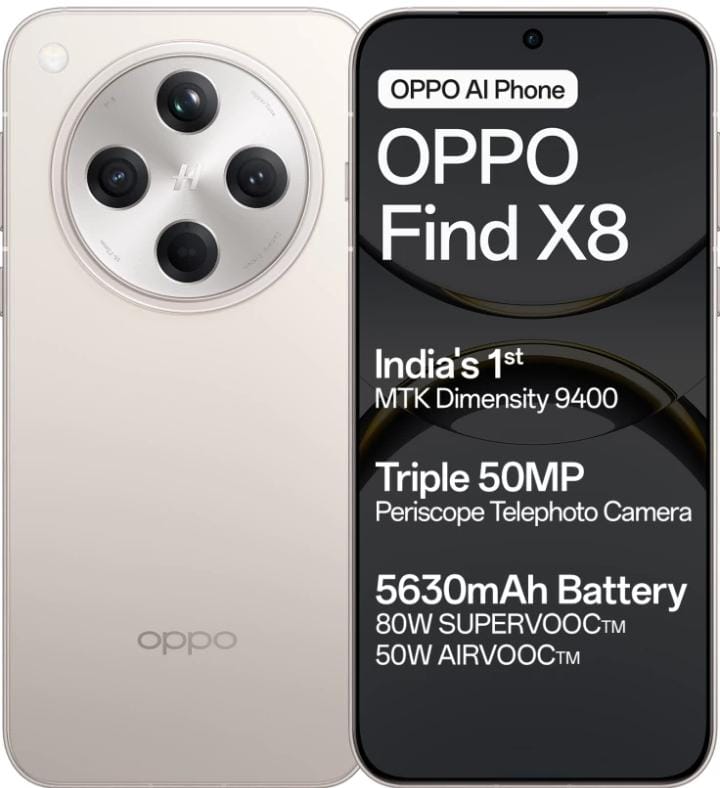 H
oppo
OPPO AI Phone
OPPO
Find X8
India's 1st
MTK Dimensity 9400
Triple 50MP
Periscope Telephoto Camera
5630mAh Battery
80W SUPERVOOC™
50W AIRVOOC™